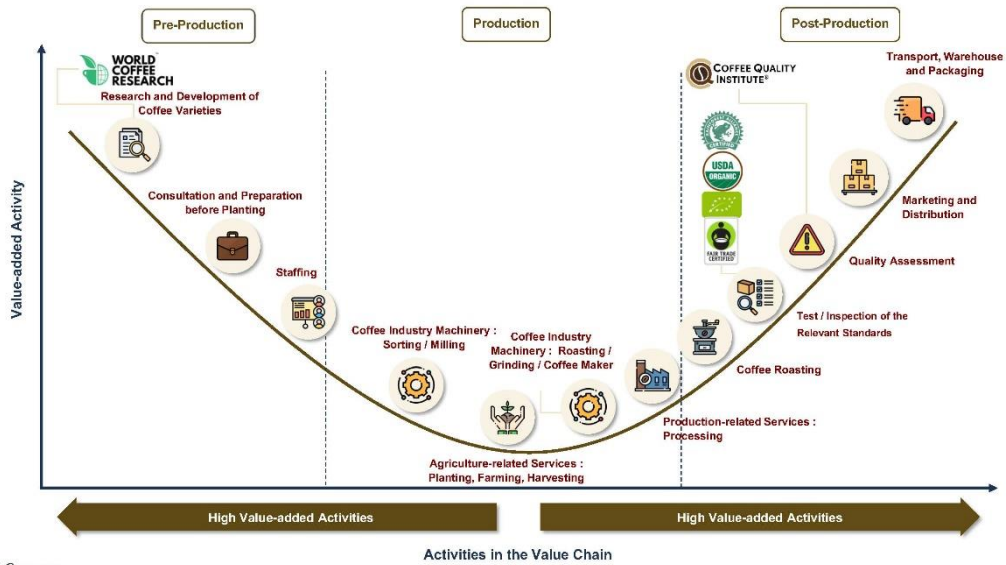 Pre-Production
Production
Post-Production
WORLD
COFFEE
RESEARCH
Research and Development of
Coffee Varieties
Consultation and Preparation
before Planting
Staffing
Coffee Industry Machinery :
Sorting / Milling
Agriculture-related Services :
Planting, Farming, Harvesting
Coffee Industry
Machinery : Roasting /
Grinding / Coffee Maker
Production-related Services :
Processing
Coffee Roasting
Test / Inspection of the
Relevant Standards
Quality Assessment
Marketing and
Distribution
Transport, Warehouse
and Packaging
COFFEE QUALITY
INSTITUTE®
CERTIFIED
USDA
ORGANIC
FAIR TRADE
CERTIFIED
Value-added Activity
High Value-added Activities
High Value-added Activities
Activities in the Value Chain